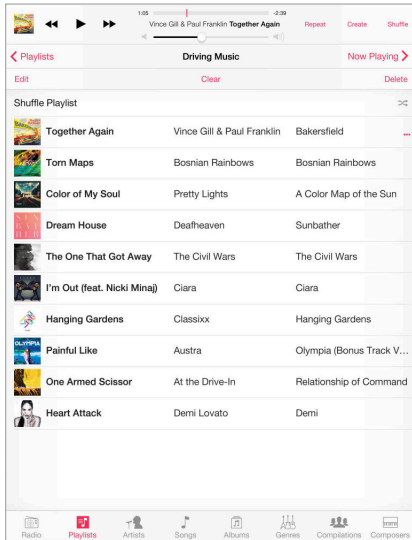 1:05 -2:39
Vince Gill & Paul Franklin Together Again Repeat Create Shuffle
Playlists Driving Music Now Playing
Edit Clear Delete
Shuffle Playlist
Together Again Vince Gill & Paul Franklin Bakersfield
Torn Maps Bosnian Rainbows Bosnian Rainbows
Color of My Soul Pretty Lights A Color Map of the Sun
Dream House Deafheaven Sunbather
The One That Got Away The Civil Wars The Civil Wars
I'm Out (feat. Nicki Minaj) Ciara Ciara
Hanging Gardens Classixx Hanging Gardens
OLYMPIA
Painful Like Austra Olympia (Bonus Track V...
One Armed Scissor At the Drive-In Relationship of Command
Heart Attack Demi Lovato Demi
Radio Playlists Artists Songs Albums Genres Compilations Composers